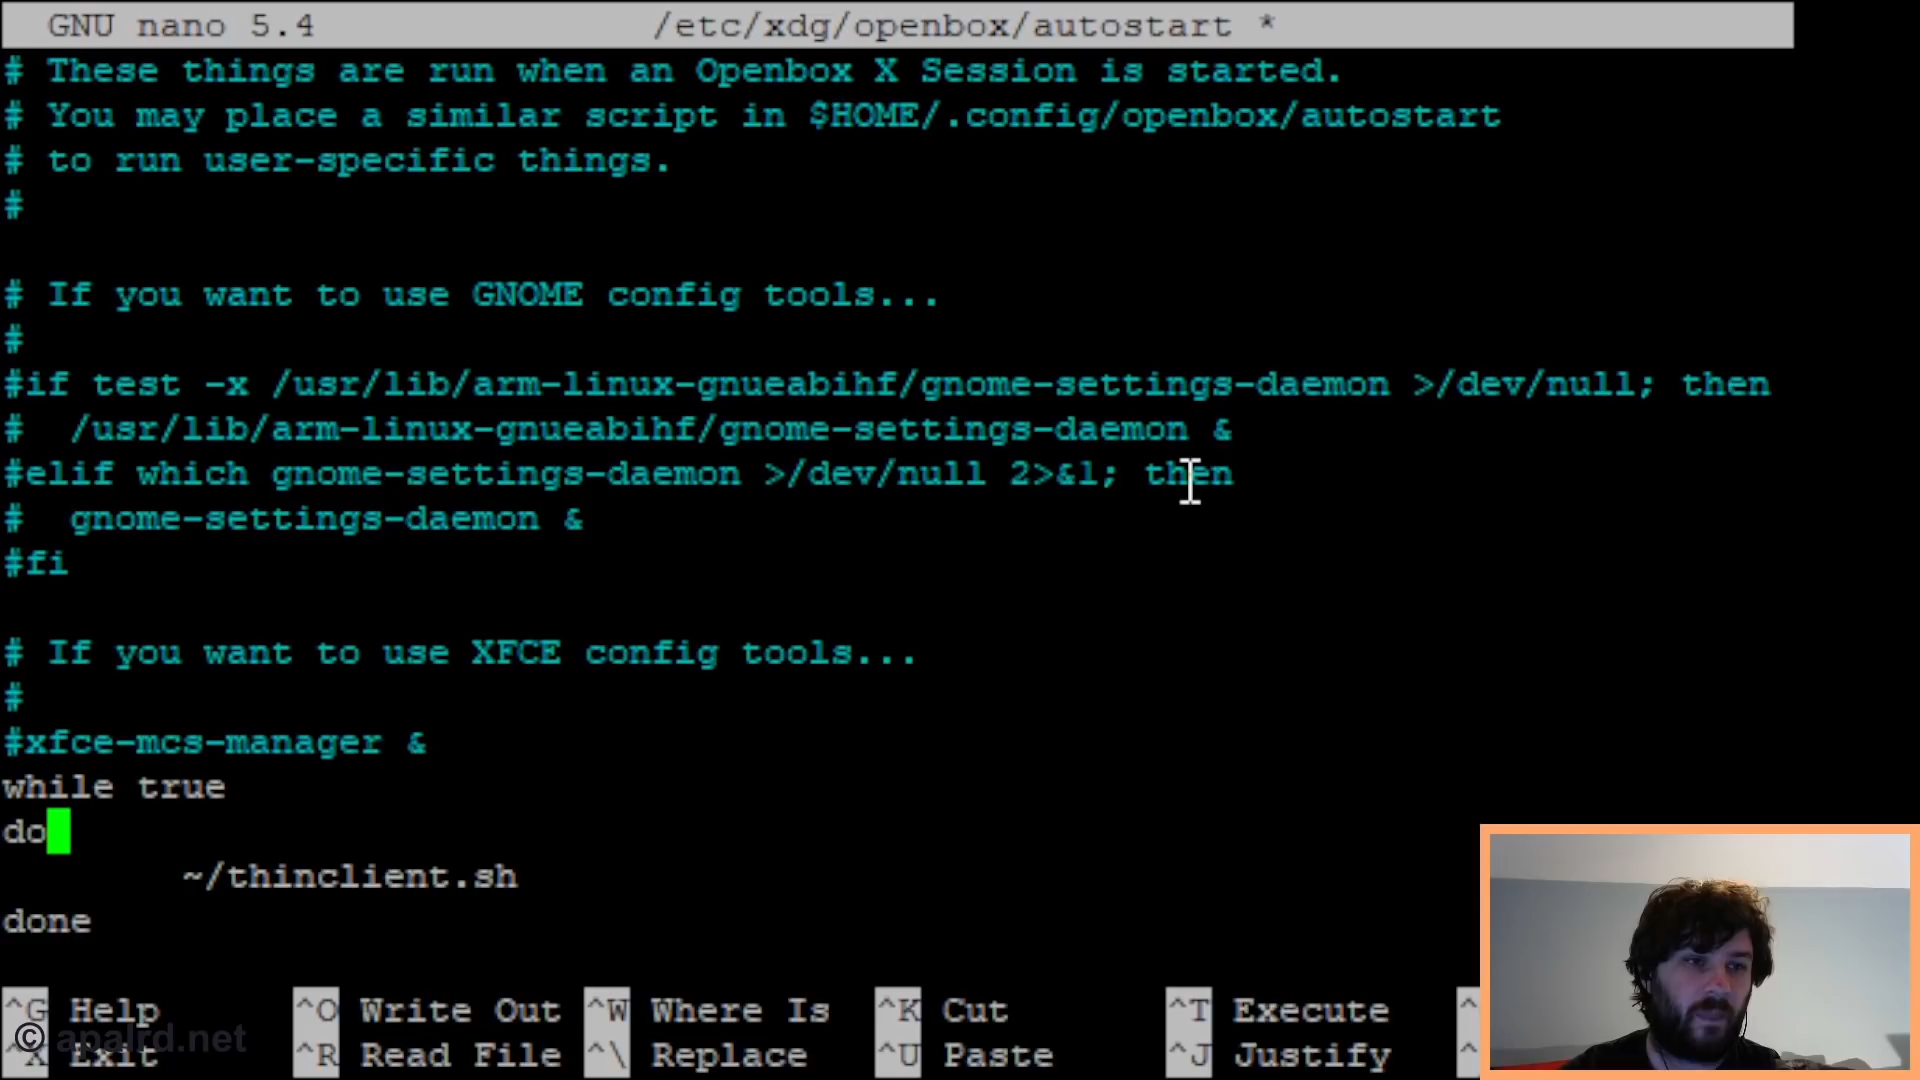 GNU nano 5.4 /etc/xdg/openbox/autostart *
# These things are run when an Openbox X Session is started.
# You may place a similar script in $HOME/.config/openbox/autostart
# to run user-specific things.
#
# If you want to use GNOME config tools...
#
#if test -x /usr/lib/arm-linux-gnueabihf/gnome-settings-daemon >/dev/null; then
#  /usr/lib/arm-linux-gnueabihf/gnome-settings-daemon &
#elif which gnome-settings-daemon >/dev/null 2>&1; then
#  gnome-settings-daemon &
#fi
# If you want to use XFCE config tools...
#
#xfce-mcs-manager &
while true
do
        ~/thinclient.sh
done
^G Help ^O Write Out ^W Where Is ^K Cut ^T Execute ^
^X Exit ^R Read File ^\ Replace ^U Paste ^J Justify ^
© apalrd.net